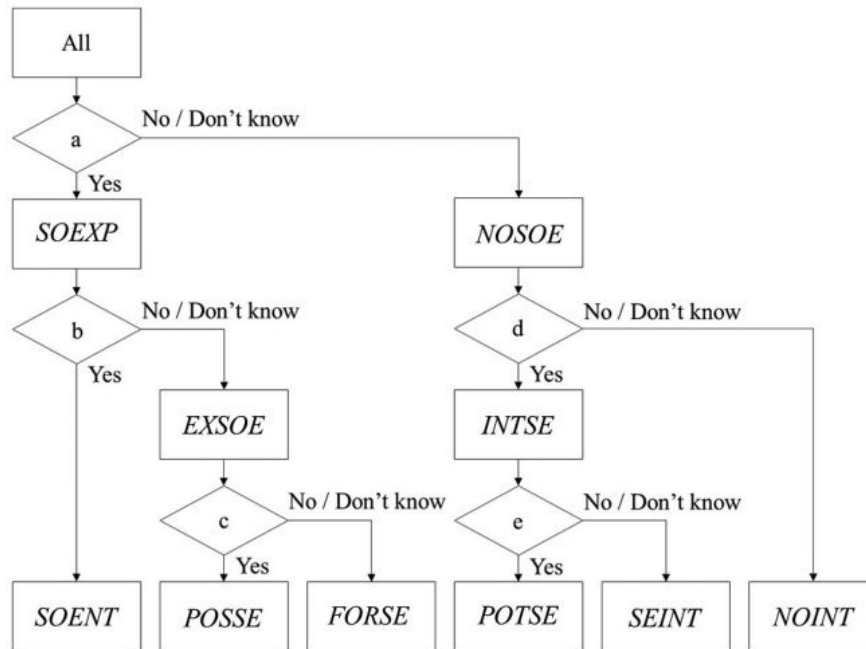 All
No / Don't know
a
Yes
SOEXP
NOSOE
No / Don't know
No / Don't know
b
d
Yes
Yes
EXSOE
INTSE
No / Don't know
No / Don't know
c
e
Yes
Yes
SOENT
POSSE
FORSE
POTSE
SEINT
NOINT